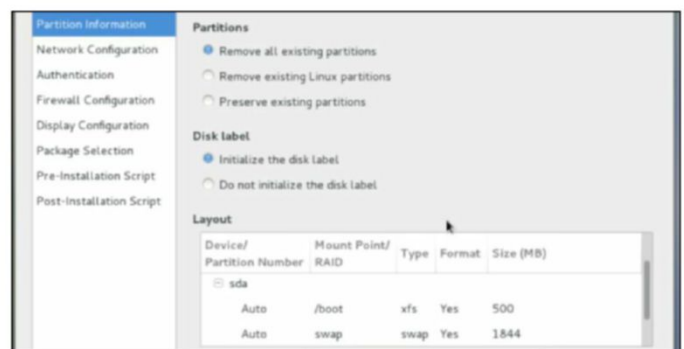 Partition Information
Network Configuration
Authentication
Firewall Configuration
Display Configuration
Package Selection
Pre-Installation Script
Post-Installation Script
Partitions
Remove all existing partitions
Remove existing Linux partitions
Preserve existing partitions
Disk label
Initialize the disk label
Do not initialize the disk label
Layout
Device/ Mount Point/
Partition Number RAID Type Format Size (MB)
sda
Auto /boot xfs Yes 500
Auto swap swap Yes 1844